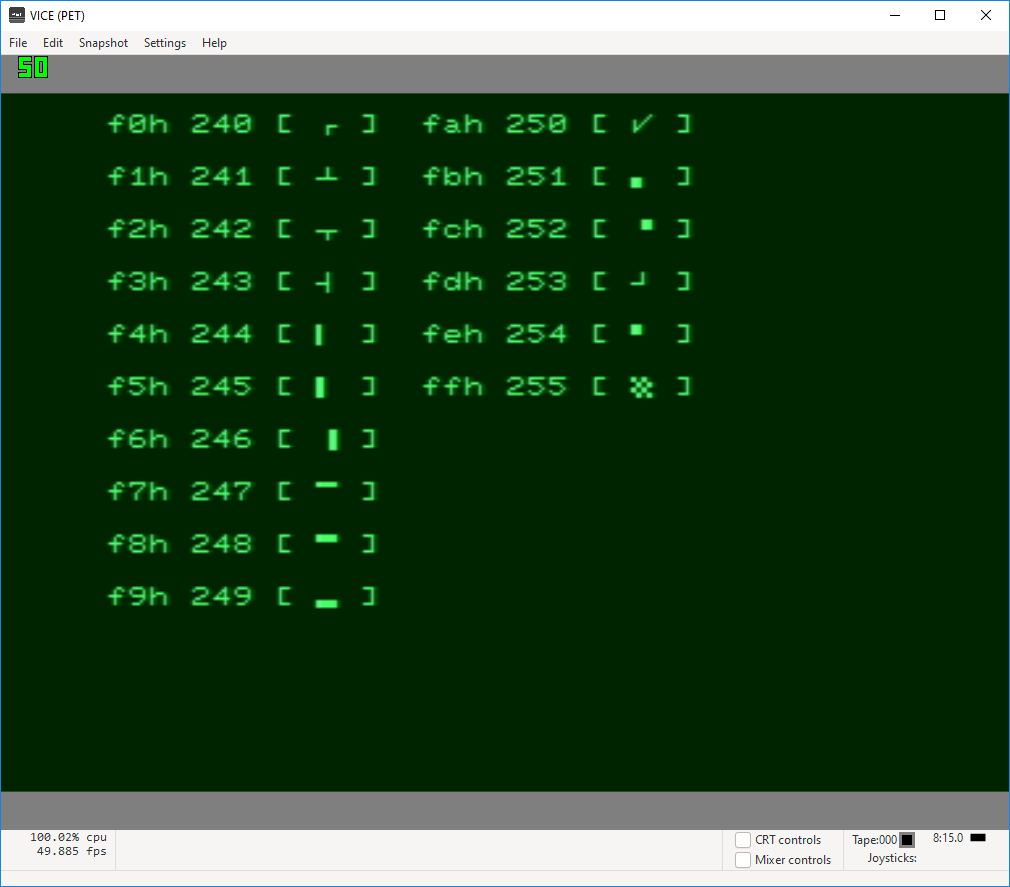 VICE (PET)
File Edit Snapshot Settings Help
50
f0h 240 [ ┌ ] fah 250 [ ✓ ]
f1h 241 [ ┴ ] fbh 251 [ ▖ ]
f2h 242 [ ┬ ] fch 252 [ ▝ ]
f3h 243 [ ┤ ] fdh 253 [ ┘ ]
f4h 244 [ ▎ ] feh 254 [ ▘ ]
f5h 245 [ ▍ ] ffh 255 [ ▒ ]
f6h 246 [ ▐ ]
f7h 247 [ ▔ ]
f8h 248 [ ▀ ]
f9h 249 [ ▃ ]
100.02% cpu
49.885 fps
CRT controls
Mixer controls
Tape:000
8:15.0
Joysticks: